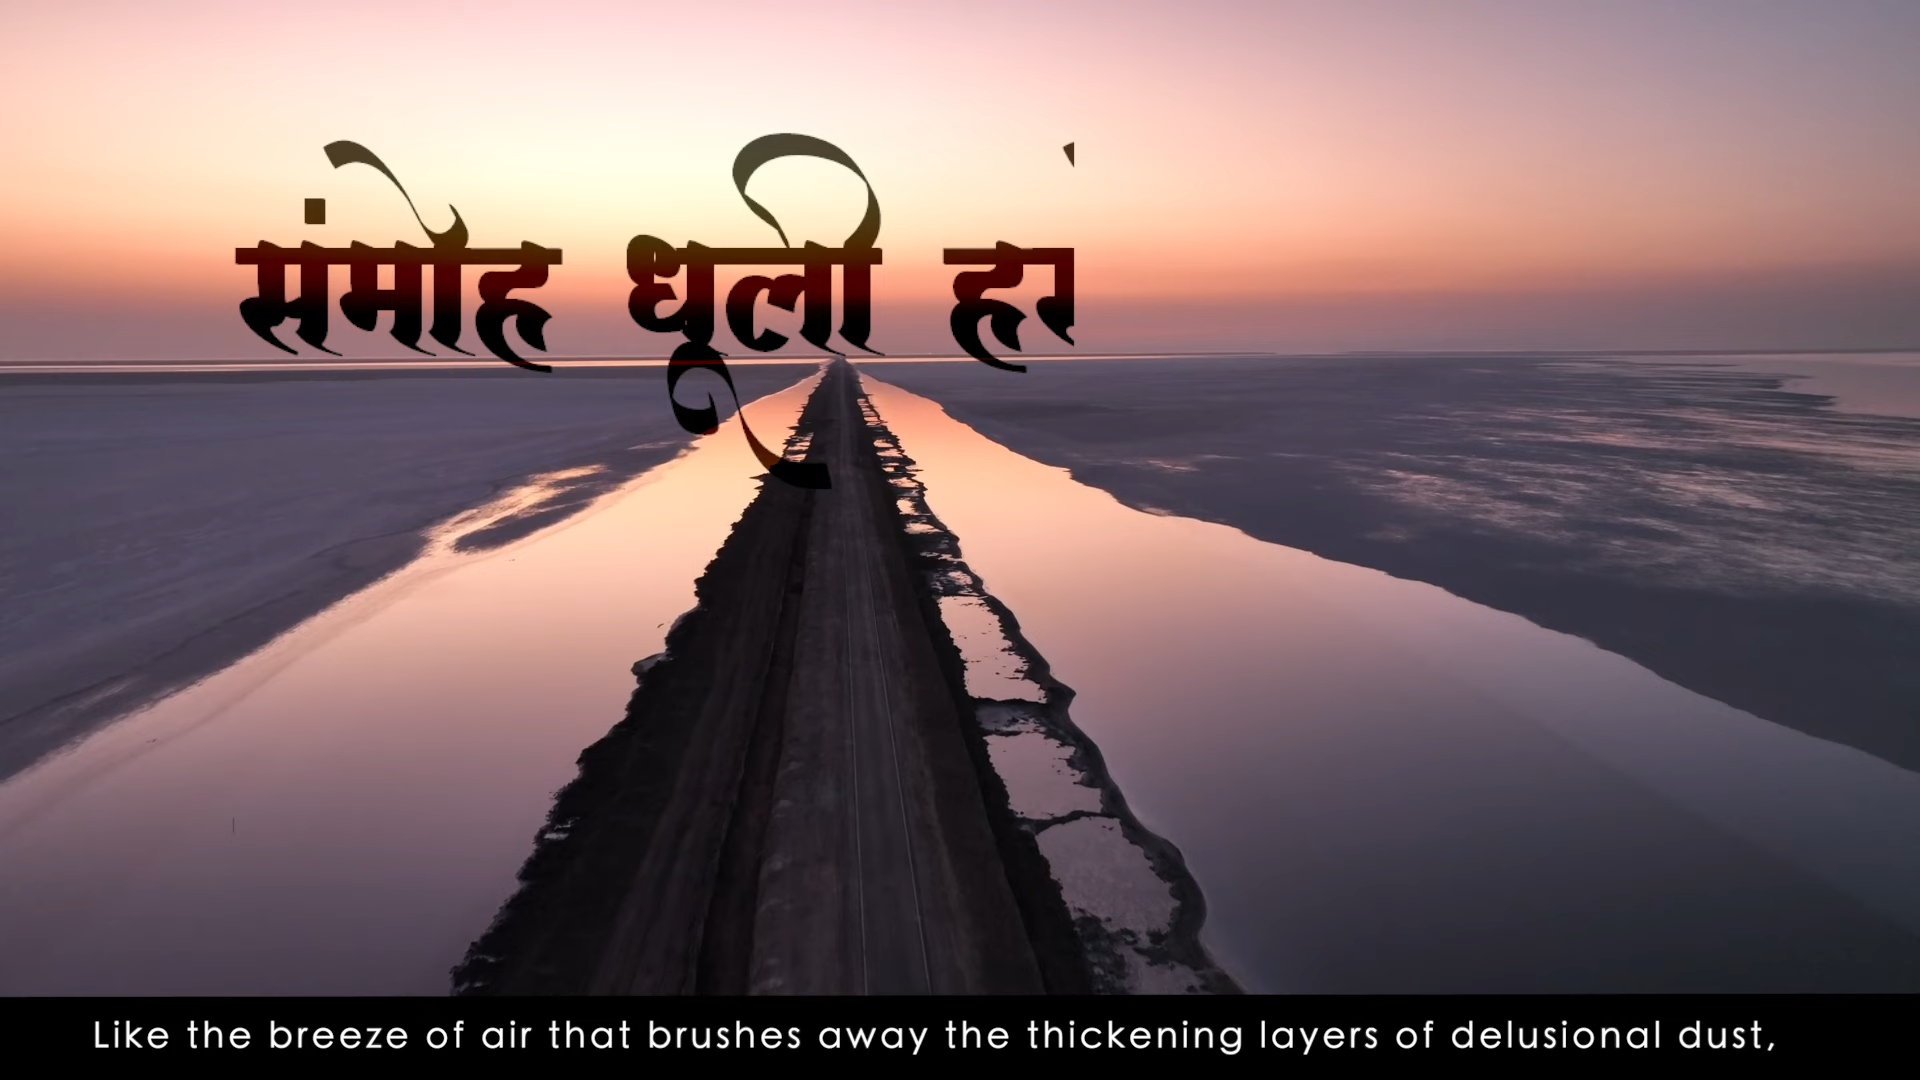 संमोह धूली
Like the breeze of air that brushes away the thickening layers of delusional dust,